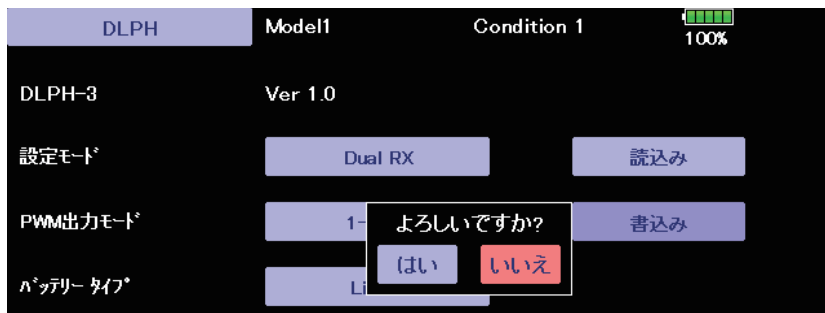 DLPH Model1 Condition 1 100%
DLPH-3 Ver 1.0
設定ﾓｰﾄﾞ Dual RX 読込み
PWM出力ﾓｰﾄﾞ 1- 書込み
よろしいですか?
はい いいえ
ﾊﾞｯﾃﾘｰ ﾀｲﾌﾟ Li